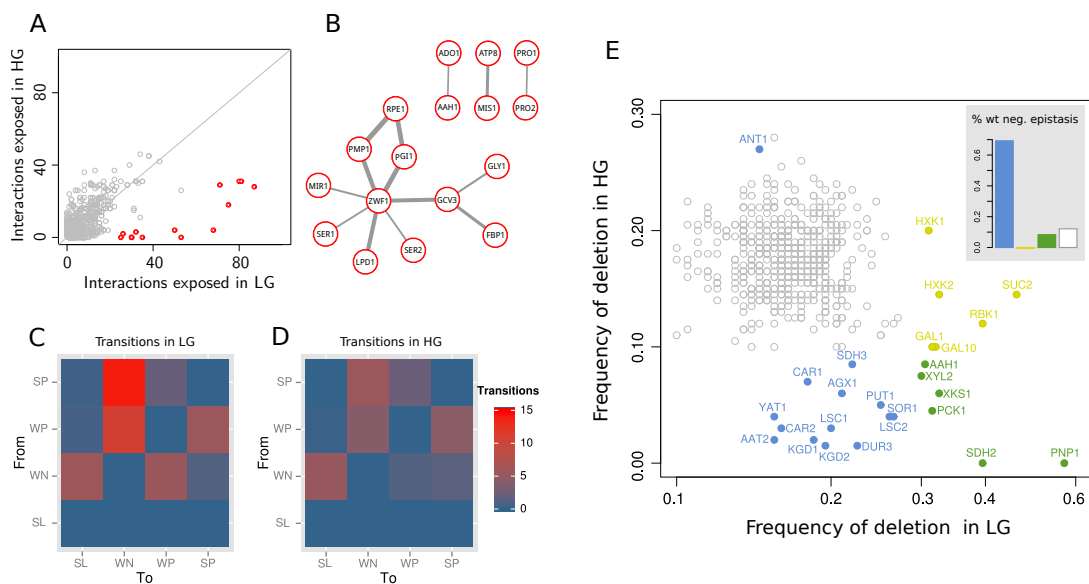 A
Interactions exposed in HG
0
40
80
0
40
80
Interactions exposed in LG
B
ADO1
ATP8
PRO1
AAH1
MIS1
PRO2
RPE1
PMP1
PGI1
GLY1
MIR1
ZWF1
GCV3
SER1
SER2
FBP1
LPD1
C
Transitions in LG
From
SP
WP
WN
SL
SL
WN
WP
SP
To
D
Transitions in HG
SL
WN
WP
SP
To
Transitions
15
10
5
0
E
Frequency of deletion in HG
0.30
0.20
0.10
0.00
0.1
0.2
0.3
0.4
0.6
Frequency of deletion in LG
% wt neg. epistasis
0.6
0.4
0.2
0.0
ANT1
HXK1
HXK2
SUC2
RBK1
GAL1
GAL10
SDH3
AAH1
CAR1
XYL2
AGX1
PUT1
XKS1
YAT1
SOR1
PCK1
CAR2
LSC1
LSC2
AAT2
KGD1
KGD2
DUR3
SDH2
PNP1